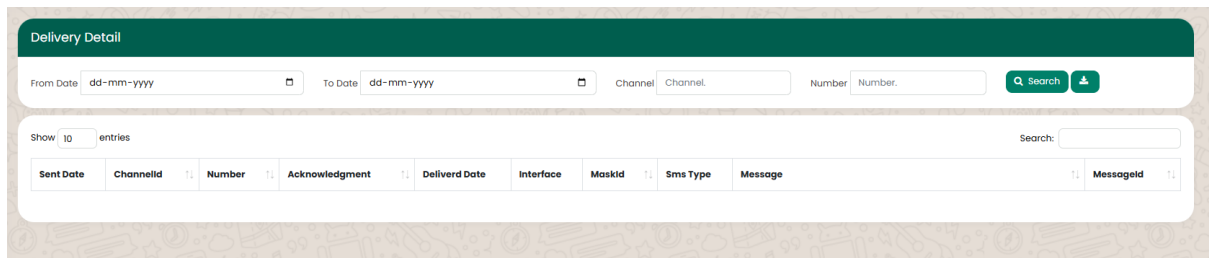 Delivery Detail
From Date dd-mm-yyyy To Date dd-mm-yyyy Channel Channel. Number Number. Search
Show 10 entries Search:
Sent Date ChannelId Number Acknowledgment Deliverd Date Interface MaskId Sms Type Message MessageId